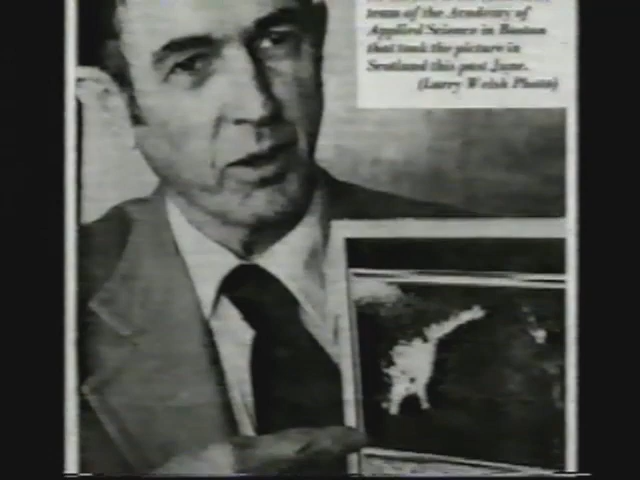 team of the Academy of
Applied Science in Boston
that took the picture in
Scotland this past June.
(Larry Welsh Photo)